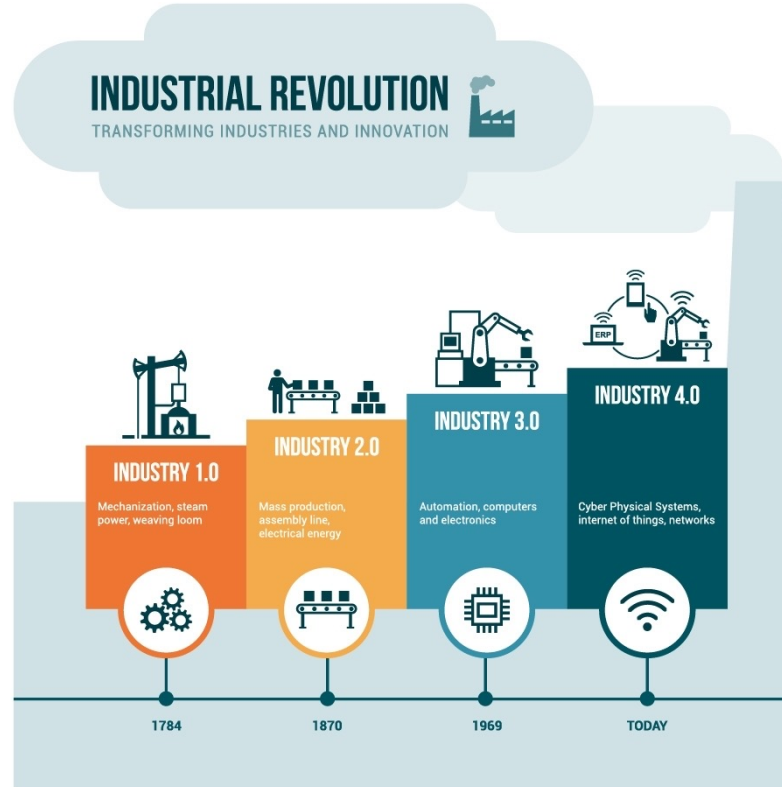 INDUSTRIAL REVOLUTION
TRANSFORMING INDUSTRIES AND INNOVATION
ERP
INDUSTRY 1.0
Mechanization, steam
power, weaving loom
INDUSTRY 2.0
Mass production,
assembly line,
electrical energy
INDUSTRY 3.0
Automation, computers
and electronics
INDUSTRY 4.0
Cyber Physical Systems,
internet of things, networks
1784
1870
1969
TODAY